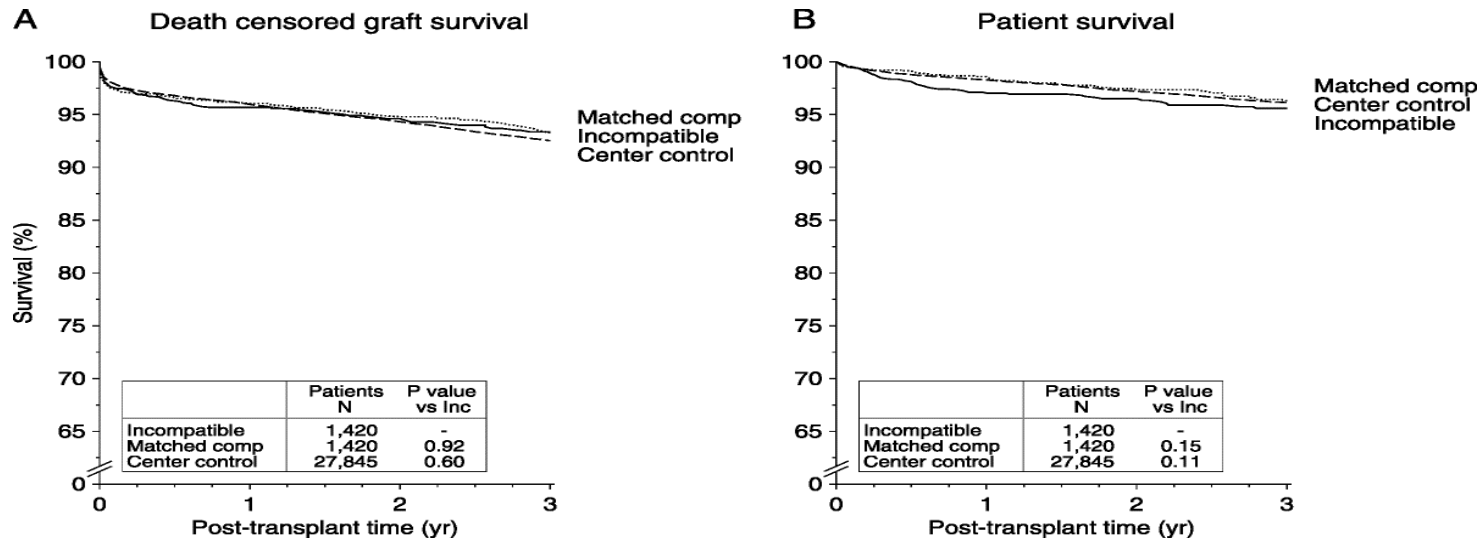 A Death censored graft survival
100
95
90
85
80
75
70
65
0
Survival (%)
Matched comp
Incompatible
Center control
Patients P value
N vs Inc
Incompatible 1,420 -
Matched comp 1,420 0.92
Center control 27,845 0.60
0 1 2 3
Post-transplant time (yr)
B Patient survival
100
95
90
85
80
75
70
65
0
Matched comp
Center control
Incompatible
Patients P value
N vs Inc
Incompatible 1,420 -
Matched comp 1,420 0.15
Center control 27,845 0.11
0 1 2 3
Post-transplant time (yr)